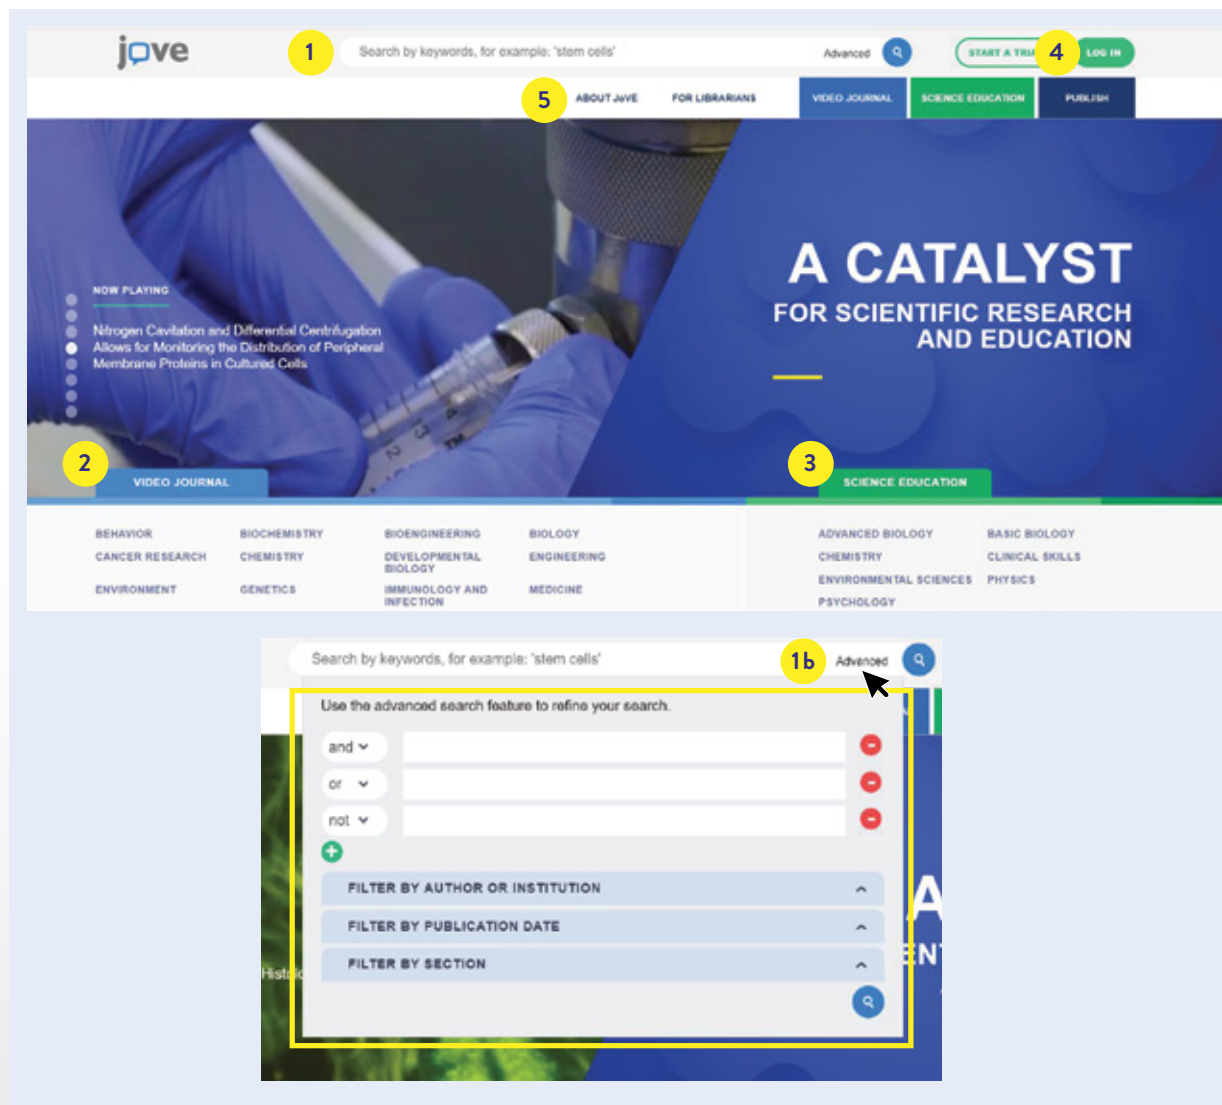 jove
1
Search by keywords, for example: 'stem cells'
Advanced
START A TRIAL
4
LOG IN
5
ABOUT JoVE
FOR LIBRARIANS
VIDEO JOURNAL
SCIENCE EDUCATION
PUBLISH
A CATALYST
FOR SCIENTIFIC RESEARCH
AND EDUCATION
NOW PLAYING
Nitrogen Cavitation and Differential Centrifugation
Allows for Monitoring the Distribution of Peripheral
Membrane Proteins in Cultured Cells
2
VIDEO JOURNAL
BEHAVIOR
BIOCHEMISTRY
BIOENGINEERING
BIOLOGY
CANCER RESEARCH
CHEMISTRY
DEVELOPMENTAL
BIOLOGY
ENGINEERING
ENVIRONMENT
GENETICS
IMMUNOLOGY AND
INFECTION
MEDICINE
3
SCIENCE EDUCATION
ADVANCED BIOLOGY
BASIC BIOLOGY
CHEMISTRY
CLINICAL SKILLS
ENVIRONMENTAL SCIENCES
PHYSICS
PSYCHOLOGY
Search by keywords, for example: 'stem cells'
1b
Advanced
Use the advanced search feature to refine your search.
and
or
not
FILTER BY AUTHOR OR INSTITUTION
FILTER BY PUBLICATION DATE
FILTER BY SECTION